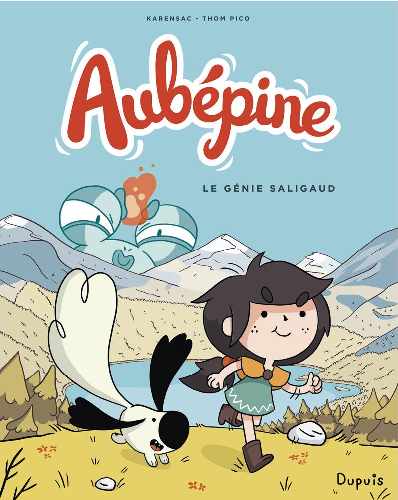 KARENSAC - THOM PICO
Aubépine
LE GÉNIE SALIGAUD
DUPUIS